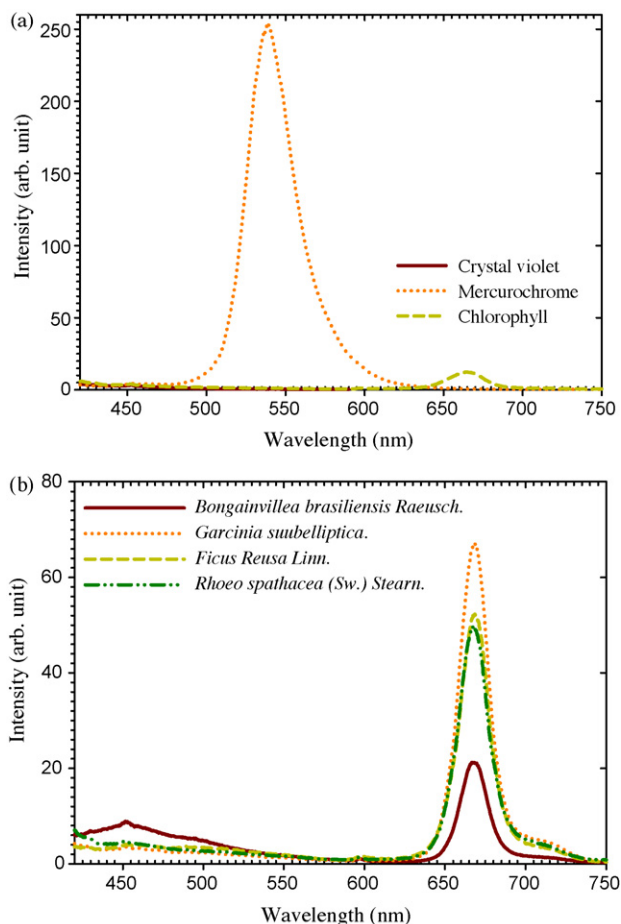 (a)
250
200
150
100
50
0
Intensity (arb. unit)
Crystal violet
Mercurochrome
Chlorophyll
450 500 550 600 650 700 750
Wavelength (nm)
(b)
80
60
40
20
0
Intensity (arb. unit)
Bongainvillea brasiliensis Raeusch.
Garcinia suubelliptica.
Ficus Reusa Linn.
Rhoeo spathacea (Sw.) Stearn.
450 500 550 600 650 700 750
Wavelength (nm)